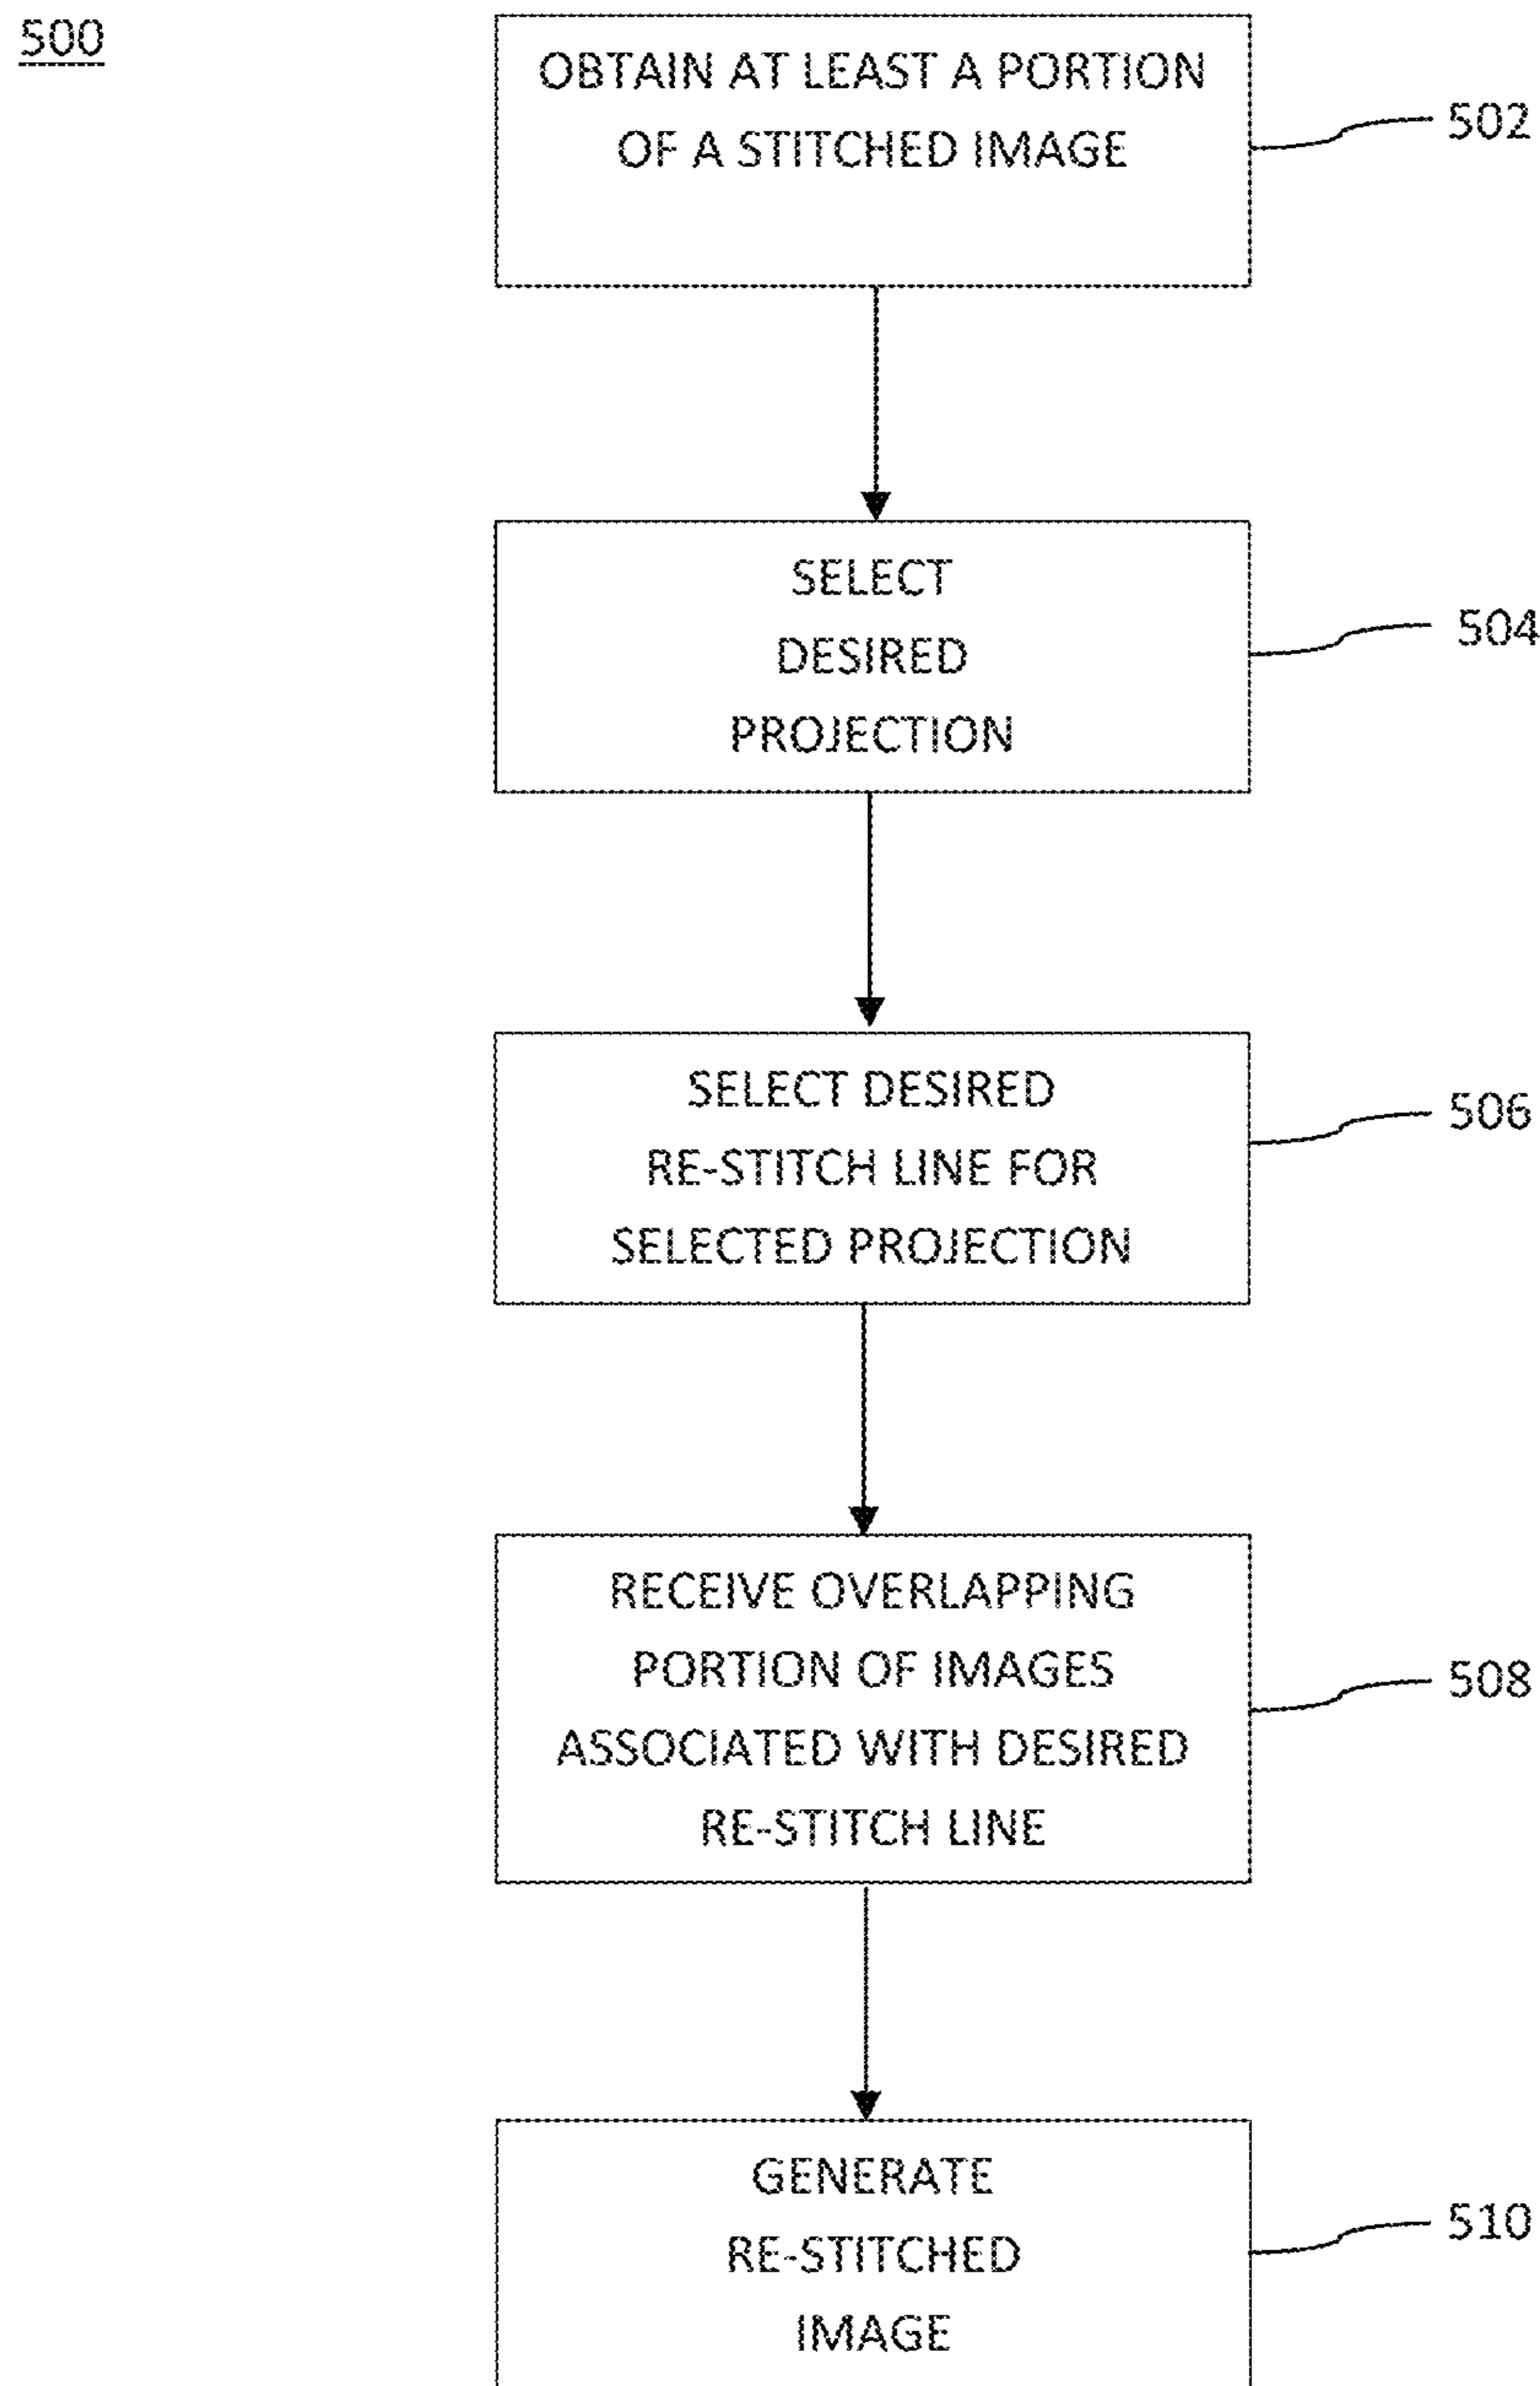 500
OBTAIN AT LEAST A PORTION
OF A STITCHED IMAGE
502
SELECT
DESIRED
PROJECTION
504
SELECT DESIRED
RE-STITCH LINE FOR
SELECTED PROJECTION
506
RECEIVE OVERLAPPING
PORTION OF IMAGES
ASSOCIATED WITH DESIRED
RE-STITCH LINE
508
GENERATE
RE-STITCHED
IMAGE
510